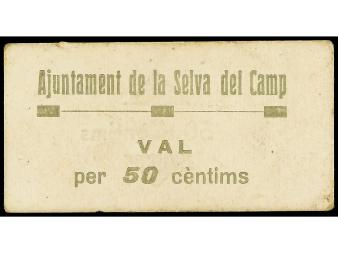 Ajuntament de la Selva del Camp
VAL
per 50 cèntims